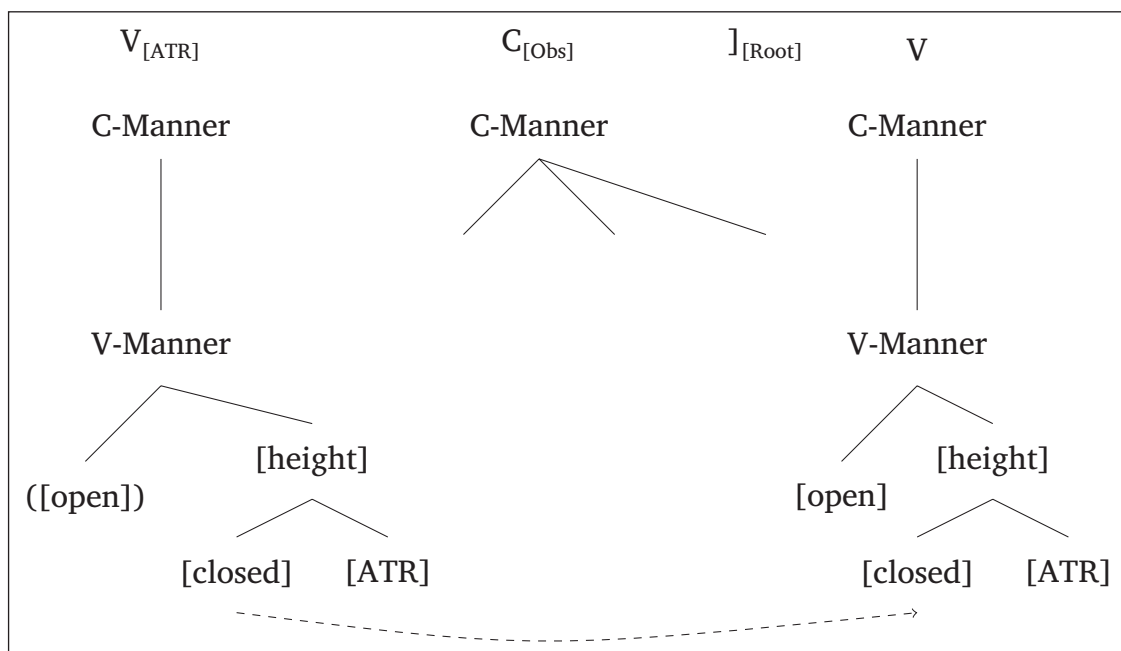 V[ATR] C[Obs] ][Root] V
C-Manner C-Manner C-Manner
V-Manner V-Manner
[height] [height]
([open]) [open]
[closed] [ATR] [closed] [ATR]